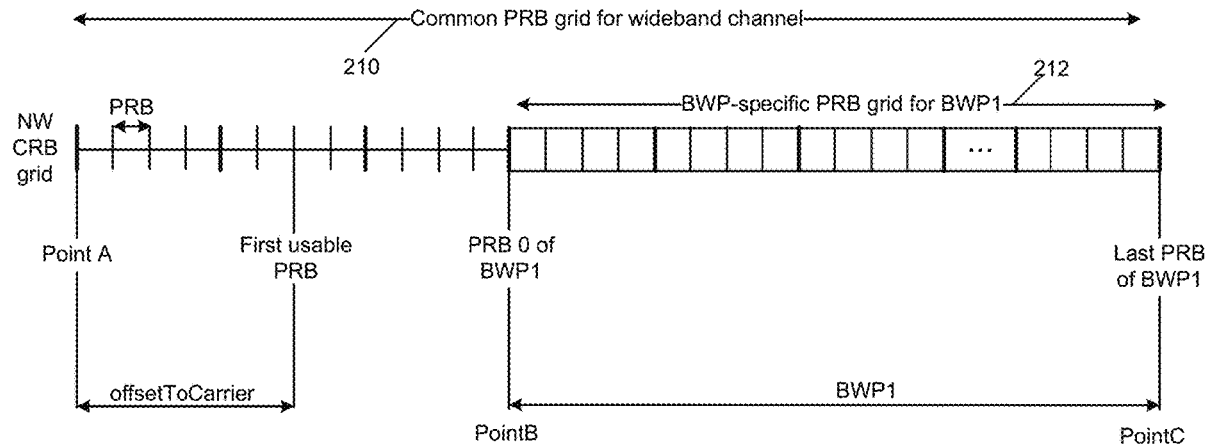 Common PRB grid for wideband channel
210
212
PRB
BWP-specific PRB grid for BWP1
NW
CRB
grid
...
Point A
First usable
PRB
PRB 0 of
BWP1
Last PRB
of BWP1
offsetToCarrier
BWP1
PointB
PointC